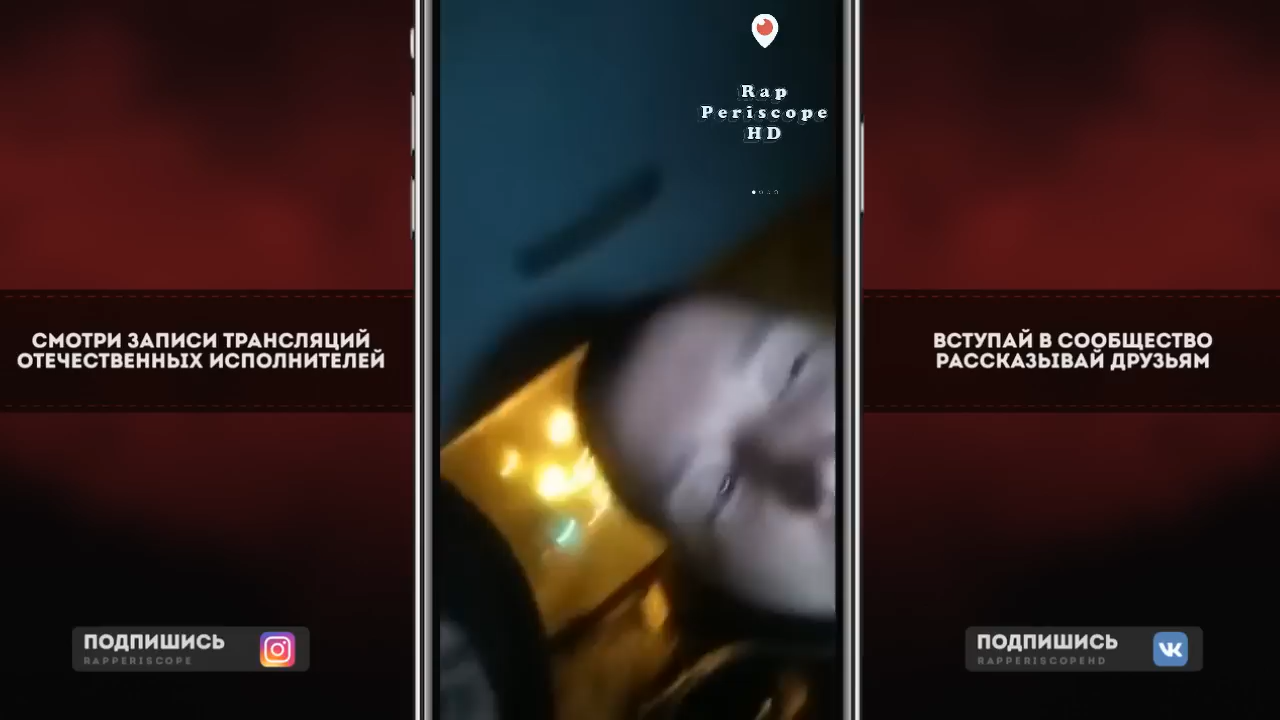 Rap
Periscope
HD
СМОТРИ ЗАПИСИ ТРАНСЛЯЦИЙ
ОТЕЧЕСТВЕННЫХ ИСПОЛНИТЕЛЕЙ
ВСТУПАЙ В СООБЩЕСТВО
РАССКАЗЫВАЙ ДРУЗЬЯМ
ПОДПИШИСЬ
RAPPERISCOPE
ПОДПИШИСЬ
RAPPERISCOPEHD